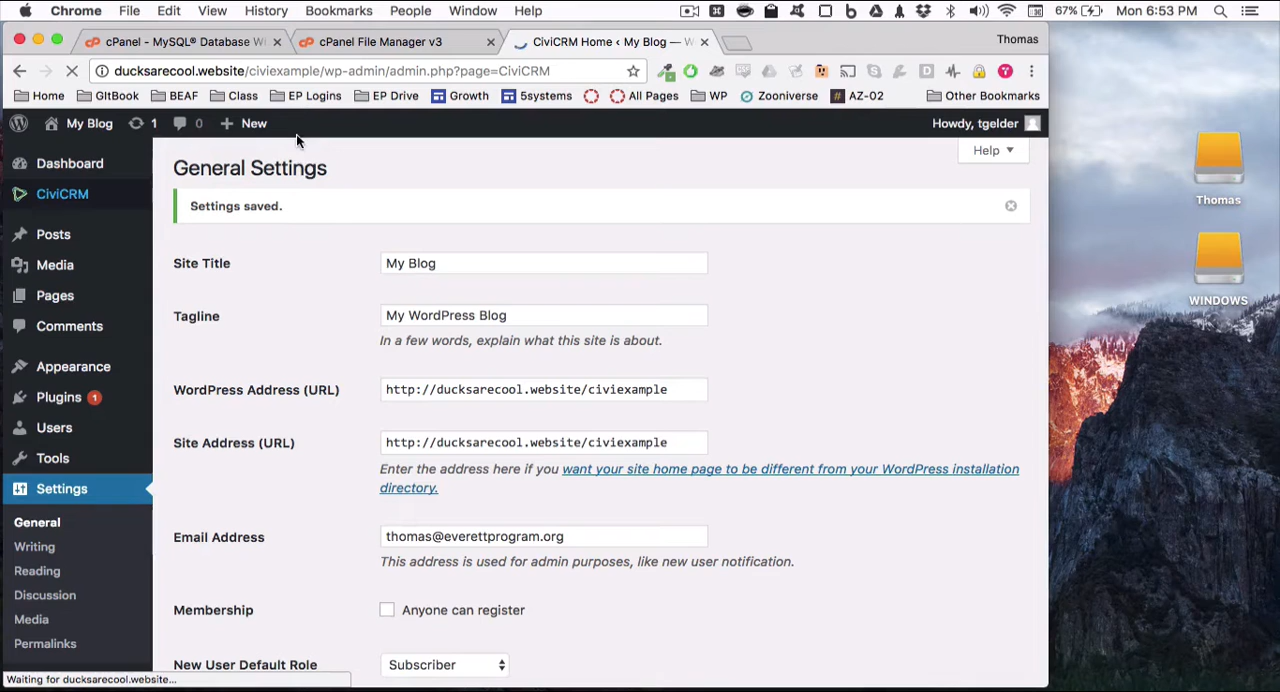 Chrome File Edit View History Bookmarks People Window Help 67% Mon 6:53 PM
cPanel - MySQL® Database W cPanel File Manager v3 CiviCRM Home ‹ My Blog — W Thomas
ducksarecool.website/civiexample/wp-admin/admin.php?page=CiviCRM
Home GItBook BEAF Class EP Logins EP Drive Growth 5systems All Pages WP Zooniverse AZ-02 Other Bookmarks
My Blog 1 0 New Howdy, tgelder
Help
Dashboard
CiviCRM
Posts
Media
Pages
Comments
Appearance
Plugins 1
Users
Tools
Settings
General
Writing
Reading
Discussion
Media
Permalinks
General Settings
Settings saved.
Site Title My Blog
Tagline My WordPress Blog
In a few words, explain what this site is about.
WordPress Address (URL) http://ducksarecool.website/civiexample
Site Address (URL) http://ducksarecool.website/civiexample
Enter the address here if you want your site home page to be different from your WordPress installation
directory.
Email Address thomas@everettprogram.org
This address is used for admin purposes, like new user notification.
Membership Anyone can register
New User Default Role Subscriber
Waiting for ducksarecool.website...
Thomas
WINDOWS